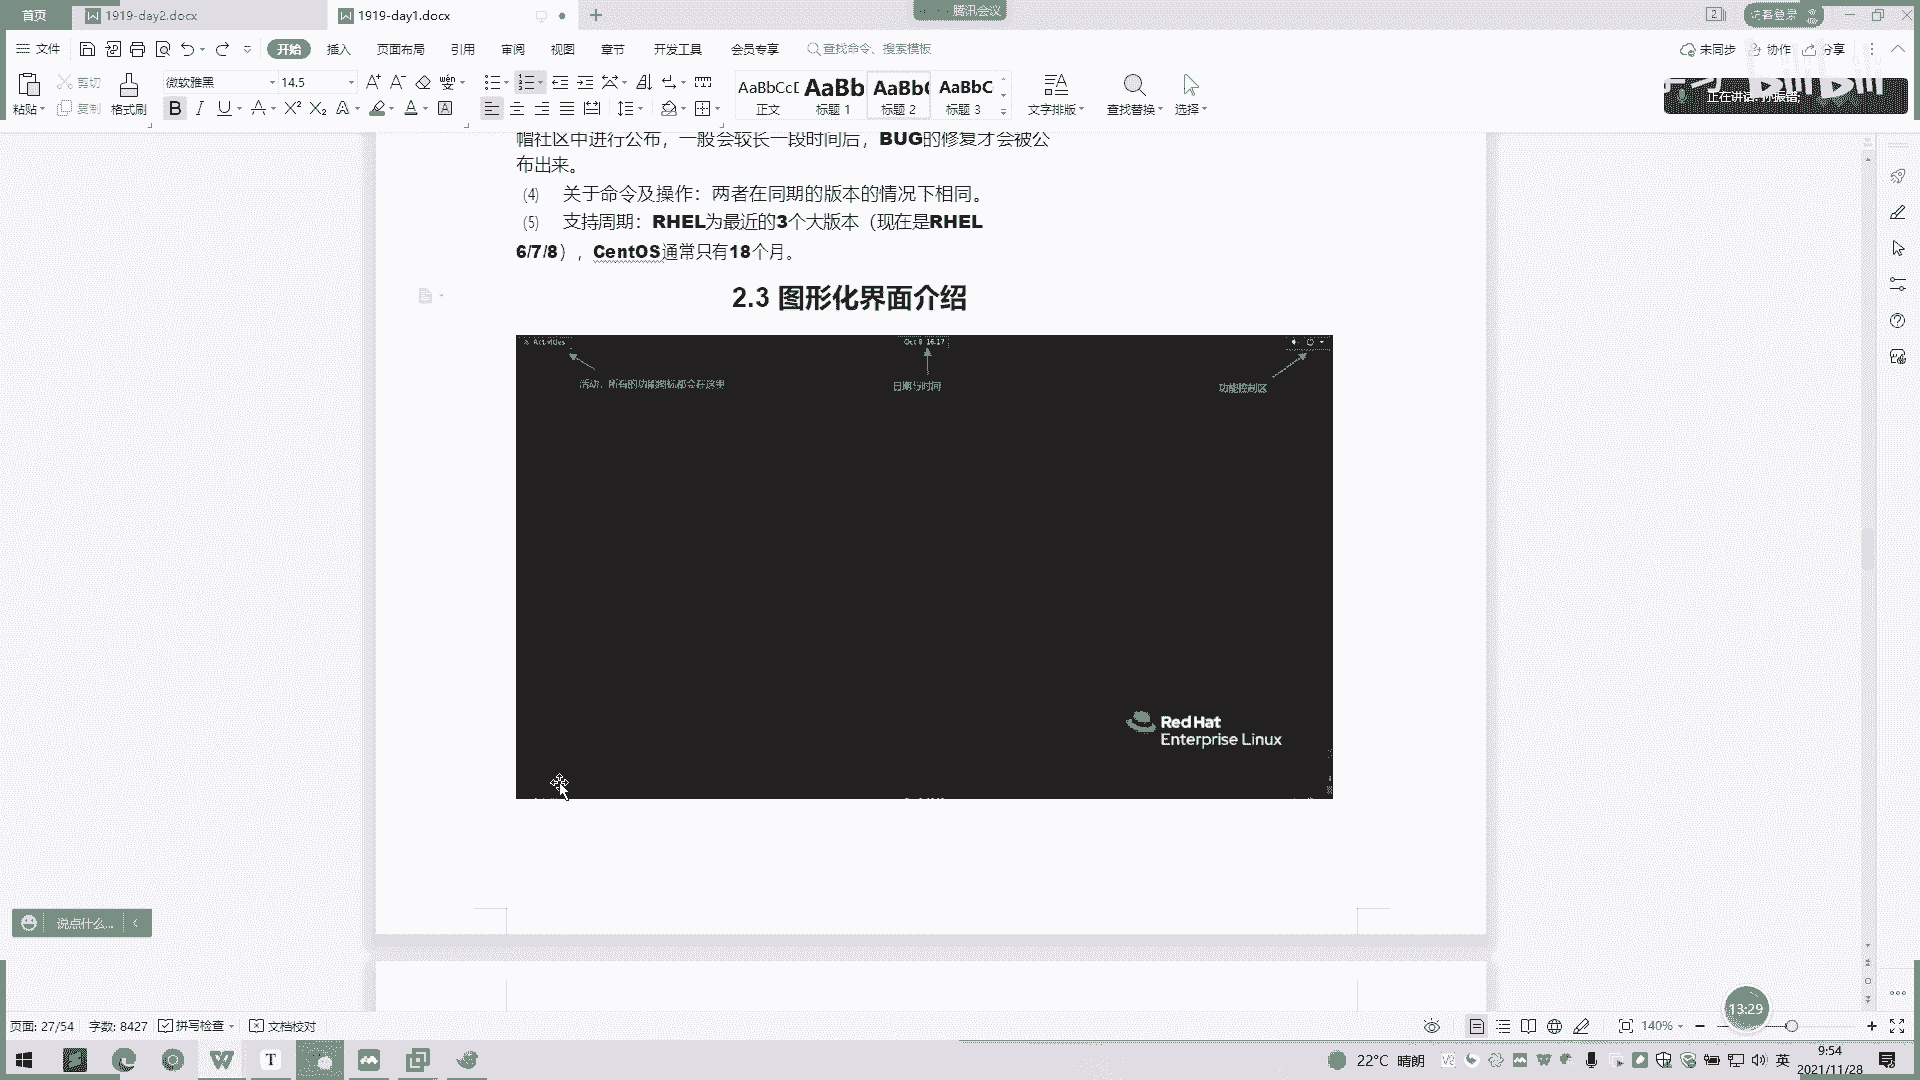 首页
1919-day2.docx
1919-day1.docx
腾讯会议
2
访客登录
文件
开始
插入
页面布局
引用
审阅
视图
章节
开发工具
会员专享
查找命令、搜索模板
未同步
协作
分享
粘贴
剪切
复制
格式刷
微软雅黑
14.5
AaBbCcD
正文
AaBb
标题 1
AaBb
标题 2
AaBbC
标题 3
文字排版
查找替换
选择
帽社区中进行公布，一般会较长一段时间后，BUG的修复才会被公
布出来。
(4) 关于命令及操作：两者在同期的版本的情况下相同。
(5) 支持周期：RHEL为最近的3个大版本（现在是RHEL
6/7/8），CentOS通常只有18个月。
2.3 图形化界面介绍
Activities
Oct 9 16:17
活动，所有的功能图标都会在这里
日期与时间
功能控制区
Red Hat
Enterprise Linux
说点什么...
13:29
页面: 27/54
字数: 8427
拼写检查
文档校对
140%
22°C 晴朗
英
9:54
2021/11/28